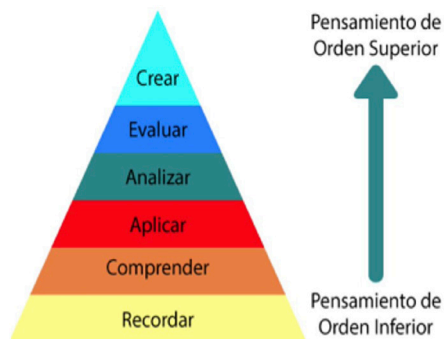 Crear
Evaluar
Analizar
Aplicar
Comprender
Recordar
Pensamiento de
Orden Superior
Pensamiento de
Orden Inferior